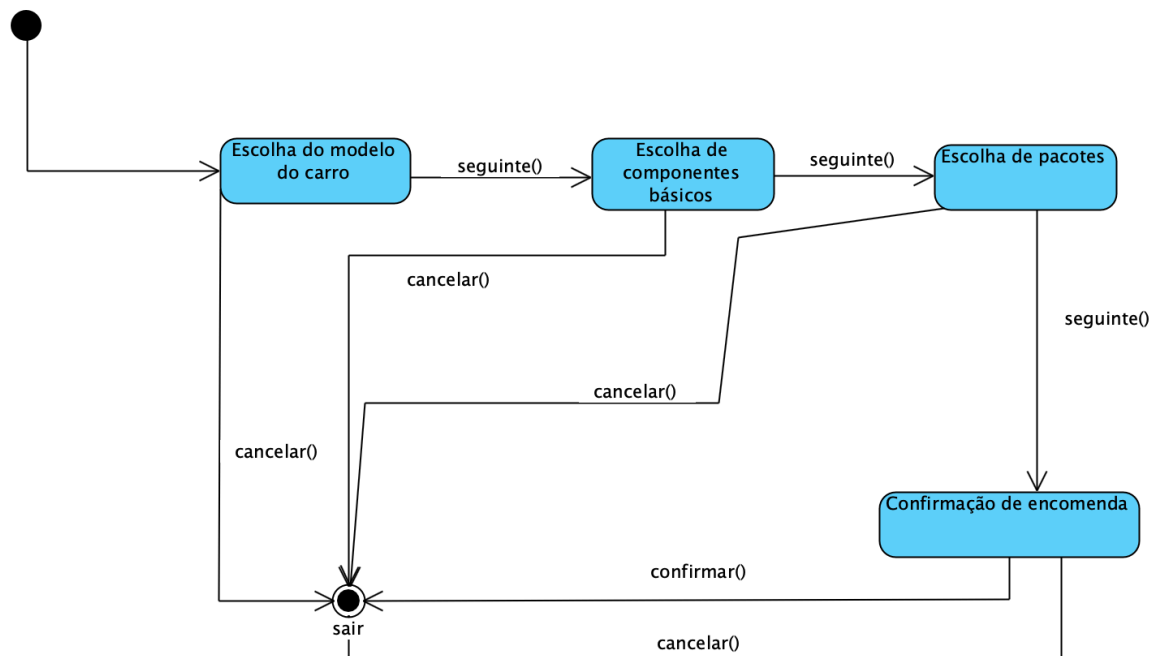 Escolha do modelo
do carro
seguinte()
Escolha de
componentes
básicos
seguinte()
Escolha de pacotes
cancelar()
seguinte()
cancelar()
cancelar()
Confirmação de encomenda
confirmar()
sair
cancelar()